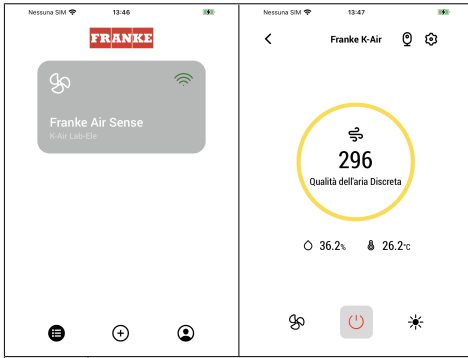 Nessuna SIM 13:46
FRANKE
Franke Air Sense
K-Air Lab-Ele
Nessuna SIM 13:47
Franke K-Air
296
Qualità dell'aria Discreta
36.2% 26.2°C